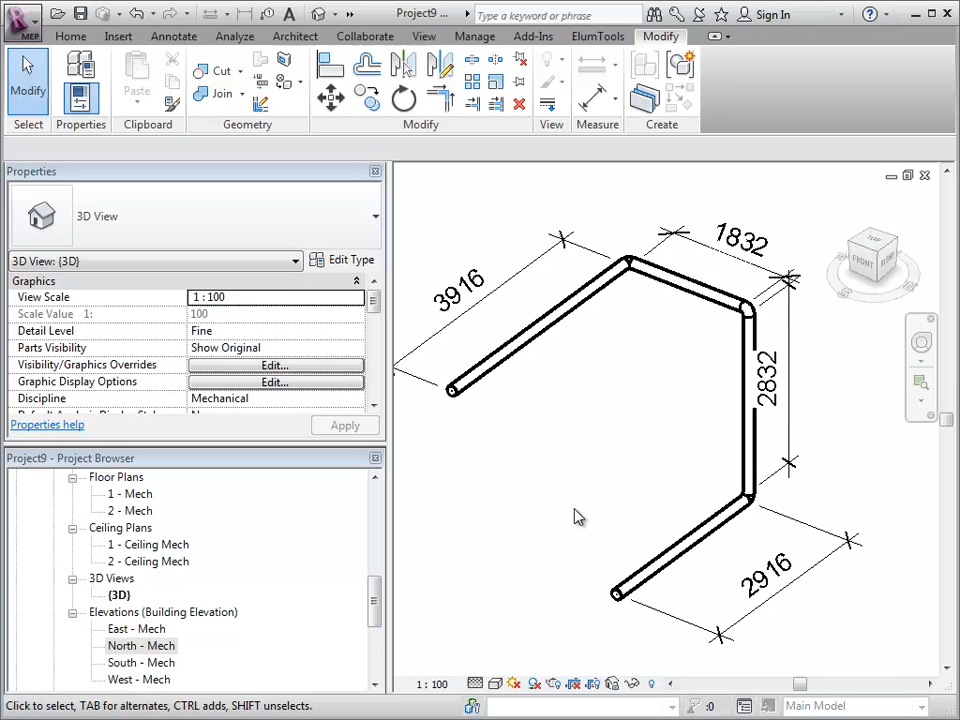 MEP
Project9 ...
Type a keyword or phrase
Sign In
Home Insert Annotate Analyze Architect Collaborate View Manage Add-Ins ElumTools Modify
Modify
Paste
Cut
Join
Select Properties Clipboard Geometry Modify View Measure Create
Properties
3D View
3D View: {3D}
Edit Type
Graphics
View Scale 1 : 100
Scale Value 1: 100
Detail Level Fine
Parts Visibility Show Original
Visibility/Graphics Overrides Edit...
Graphic Display Options Edit...
Discipline Mechanical
Properties help
Apply
Project9 - Project Browser
Floor Plans
1 - Mech
2 - Mech
Ceiling Plans
1 - Ceiling Mech
2 - Ceiling Mech
3D Views
{3D}
Elevations (Building Elevation)
East - Mech
North - Mech
South - Mech
West - Mech
3916
1832
2832
2916
TOP
FRONT
RIGHT
1 : 100
Click to select, TAB for alternates, CTRL adds, SHIFT unselects.
:0
Main Model